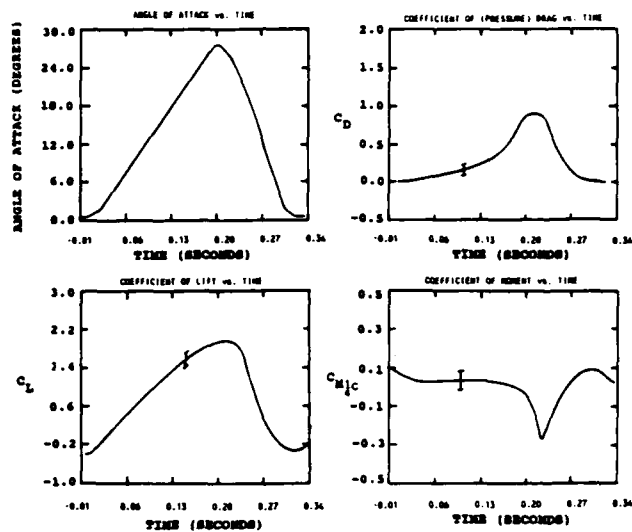 ANGLE OF ATTACK vs. TIME
30.0
24.0
18.0
12.0
6.0
0.0
ANGLE OF ATTACK (DEGREES)
-0.01 0.06 0.13 0.20 0.27 0.34
TIME (SECONDS)
COEFFICIENT OF (PRESSURE) DRAG vs. TIME
2.0
1.5
1.0
0.5
0.0
-0.5
C_D
-0.01 0.06 0.13 0.20 0.27 0.34
TIME (SECONDS)
COEFFICIENT OF LIFT vs. TIME
3.0
2.2
1.4
0.6
-0.2
-1.0
C_L
-0.01 0.06 0.13 0.20 0.27 0.34
TIME (SECONDS)
COEFFICIENT OF MOMENT vs. TIME
0.5
0.3
0.1
-0.1
-0.3
-0.5
C_M¼C
-0.01 0.06 0.13 0.20 0.27 0.34
TIME (SECONDS)